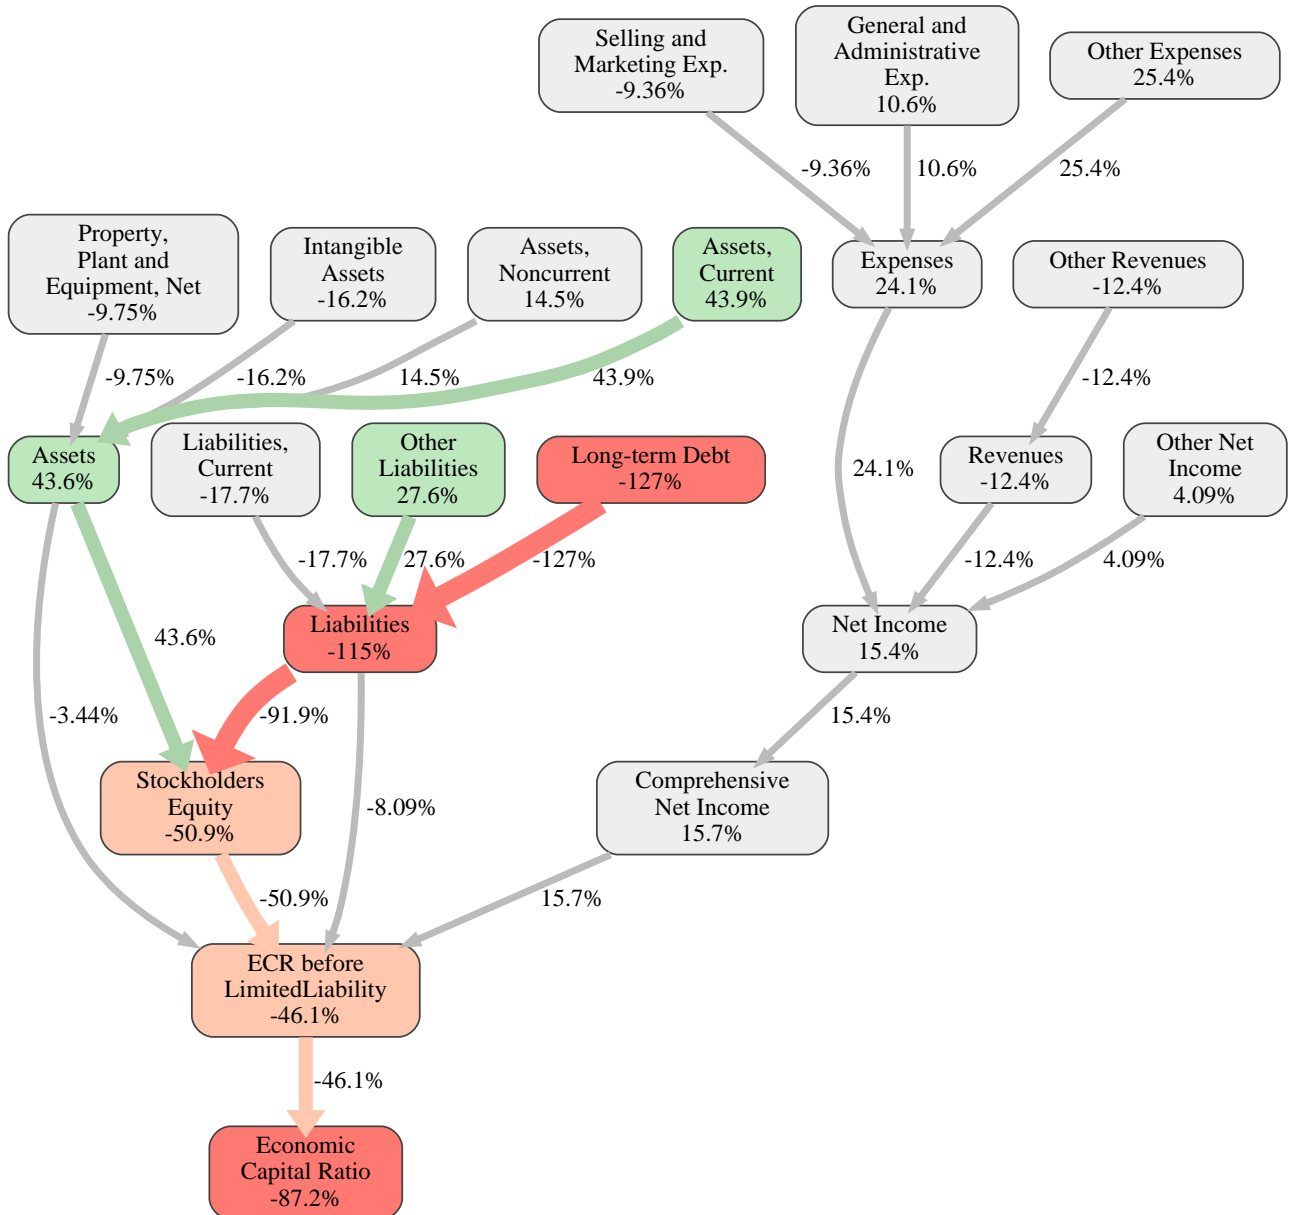 Selling and
Marketing Exp.
-9.36%
General and
Administrative
Exp.
10.6%
Other Expenses
25.4%
-9.36%
10.6%
25.4%
Property,
Plant and
Equipment, Net
-9.75%
Intangible
Assets
-16.2%
Assets,
Noncurrent
14.5%
Assets,
Current
43.9%
Expenses
24.1%
Other Revenues
-12.4%
-9.75%
-16.2%
14.5%
43.9%
-12.4%
Assets
43.6%
Liabilities,
Current
-17.7%
Other
Liabilities
27.6%
Long-term Debt
-127%
24.1%
Revenues
-12.4%
Other Net
Income
4.09%
-17.7%
27.6%
-127%
-12.4%
4.09%
43.6%
Liabilities
-115%
Net Income
15.4%
-3.44%
-91.9%
15.4%
Stockholders
Equity
-50.9%
-8.09%
Comprehensive
Net Income
15.7%
-50.9%
15.7%
ECR before
LimitedLiability
-46.1%
-46.1%
Economic
Capital Ratio
-87.2%